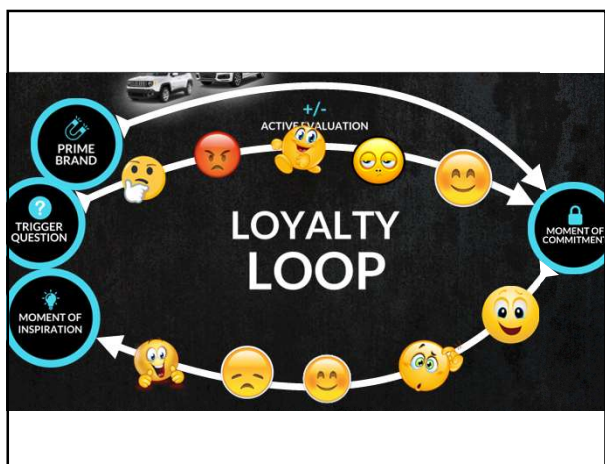 +/-
ACTIVE EVALUATION
PRIME
BRAND
?
TRIGGER
QUESTION
LOYALTY
LOOP
MOMENT OF
COMMITMENT
MOMENT OF
INSPIRATION